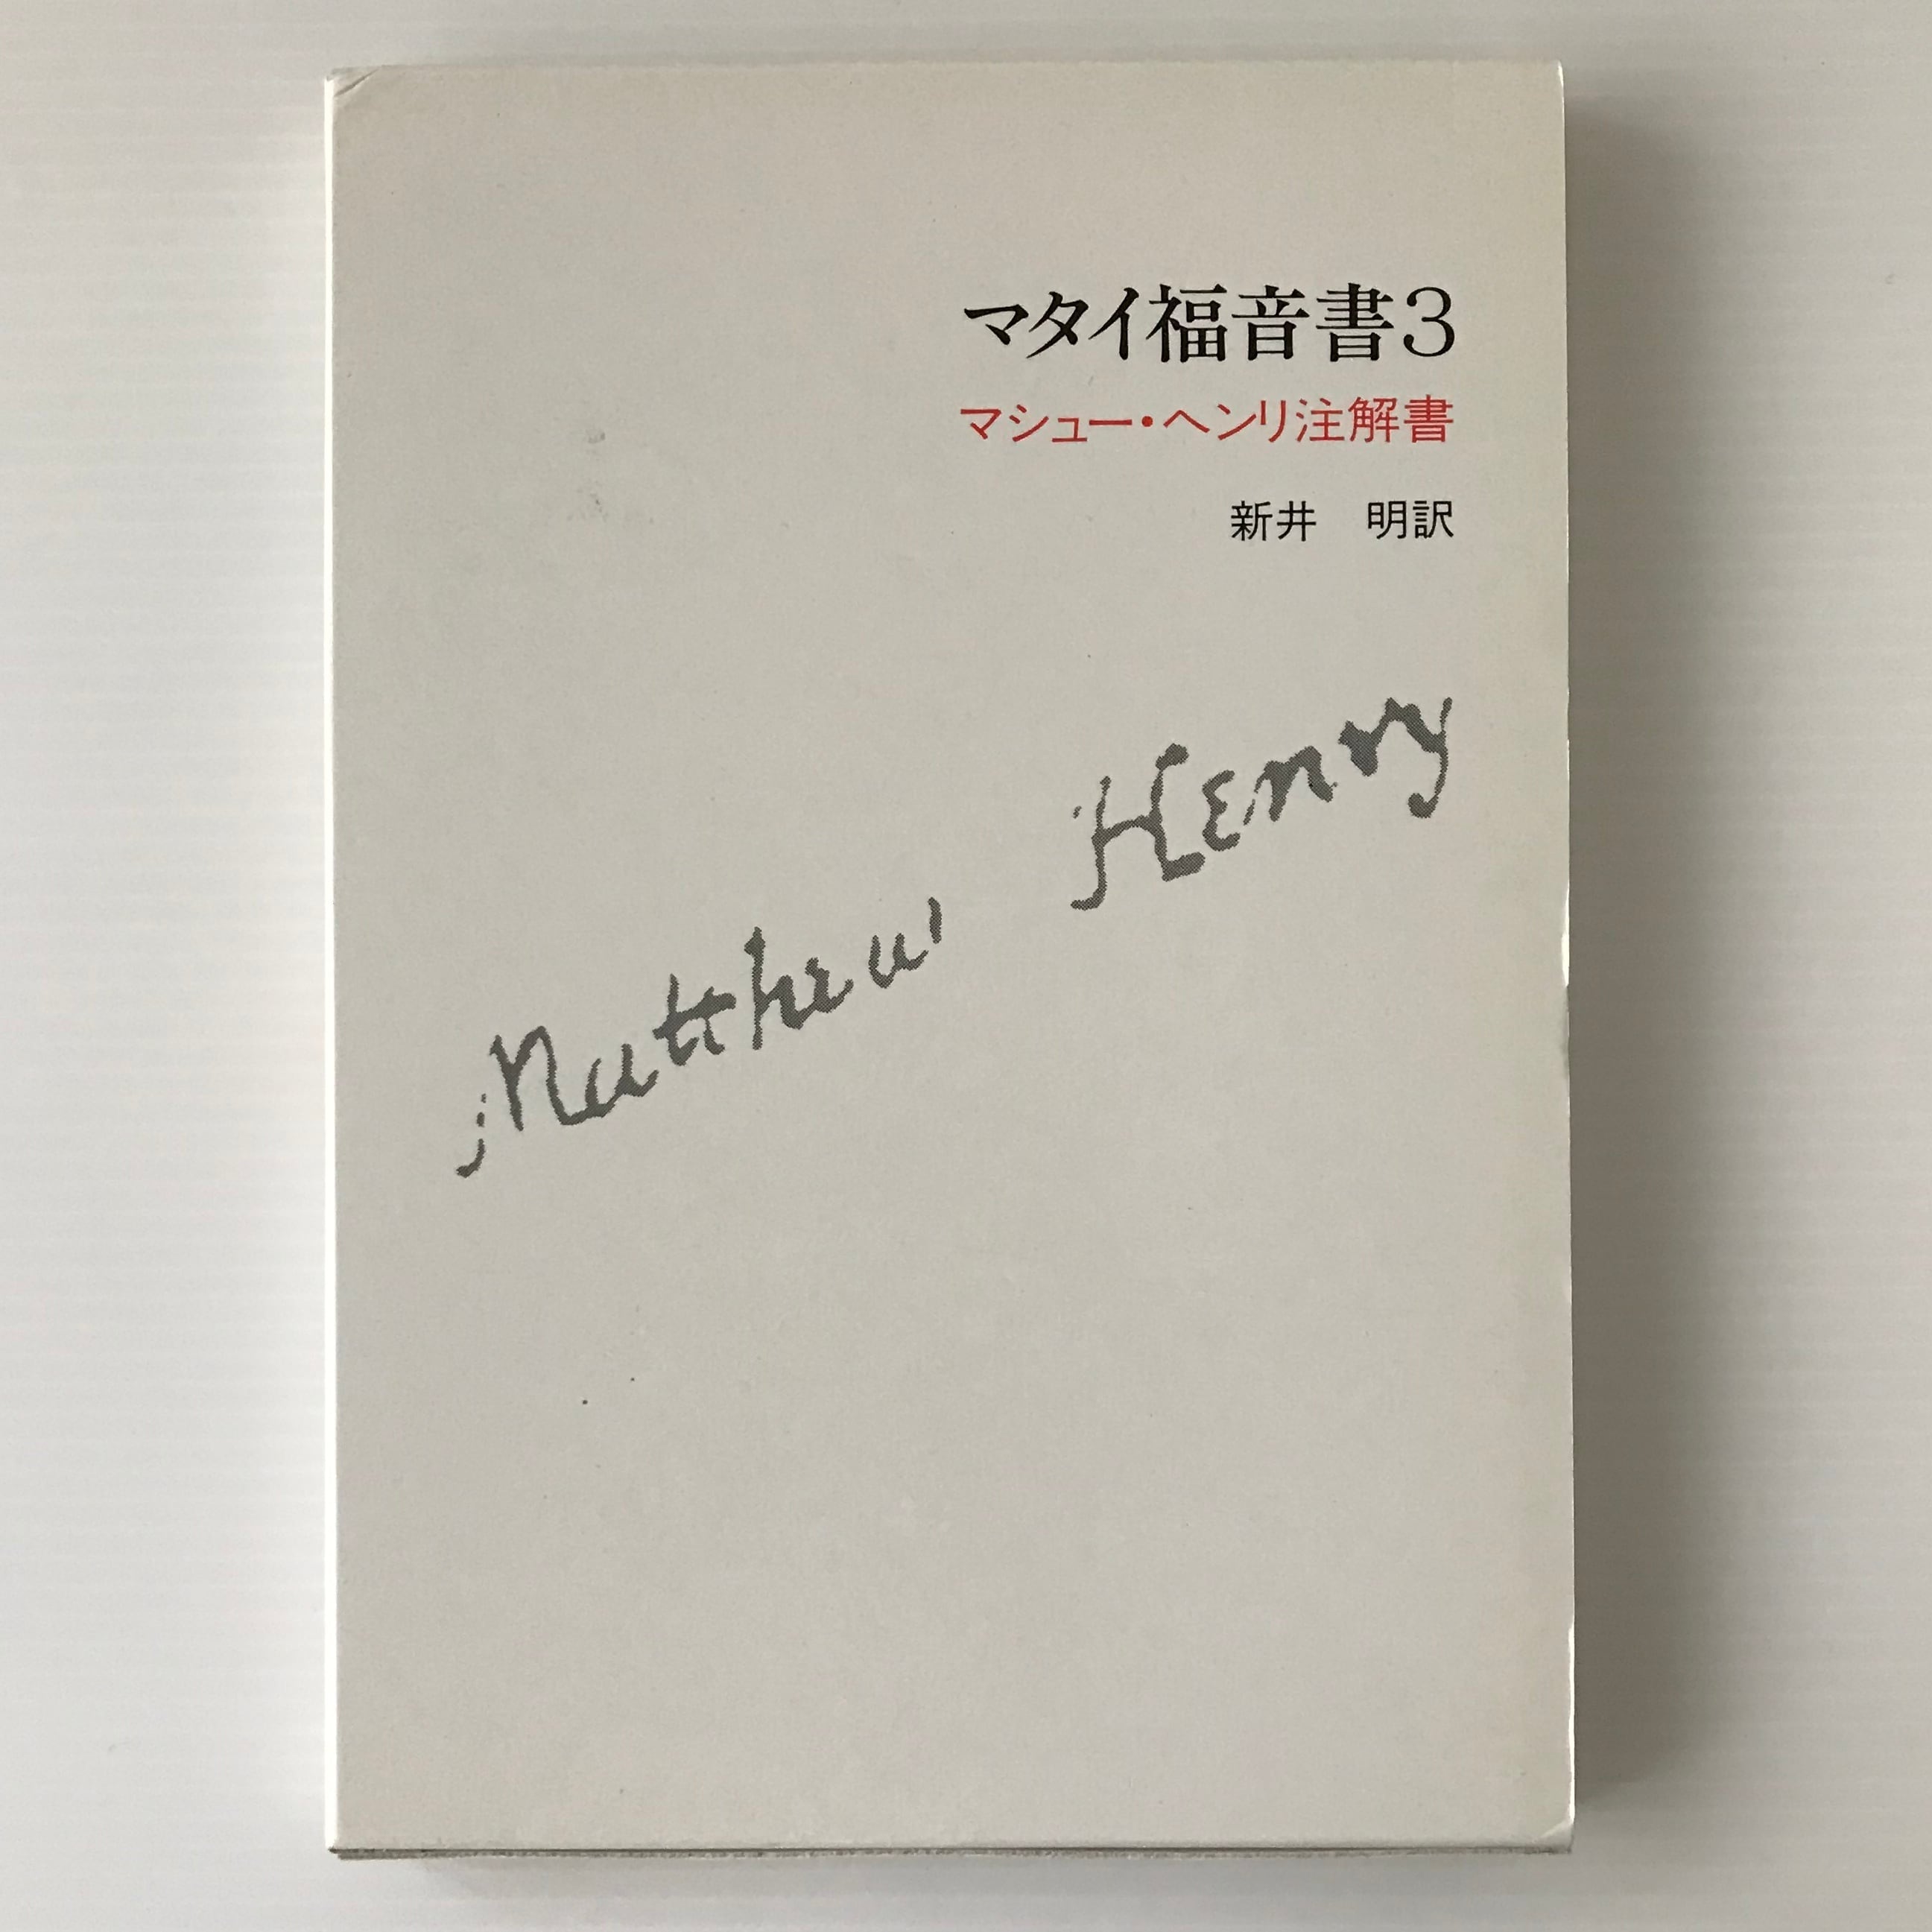 マタイ福音書3
マシュー・ヘンリ注解書
新井　明訳
Matthew Henry